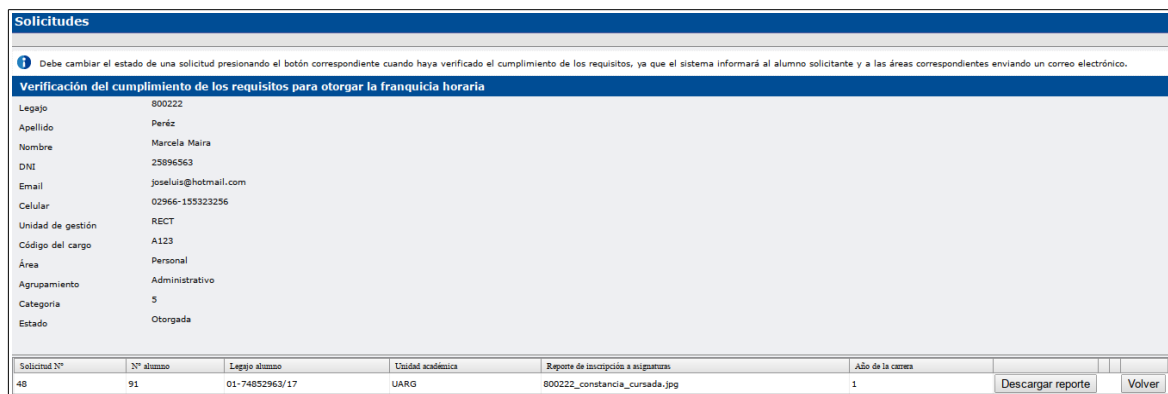 Solicitudes
Debe cambiar el estado de una solicitud presionando el botón correspondiente cuando haya verificado el cumplimiento de los requisitos, ya que el sistema informará al alumno solicitante y a las áreas correspondientes enviando un correo electrónico.
Verificación del cumplimiento de los requisitos para otorgar la franquicia horaria
Legajo 800222
Apellido Peréz
Nombre Marcela Maira
DNI 25896563
Email joseluis@hotmail.com
Celular 02966-155323256
Unidad de gestión RECT
Código del cargo A123
Área Personal
Agrupamiento Administrativo
Categoria 5
Estado Otorgada
Solicitud Nº Nº alumno Legajo alumno Unidad académica Reporte de inscripción a asignaturas Año de la carrera
48 91 01-74852963/17 UARG 800222_constancia_cursada.jpg 1 Descargar reporte Volver